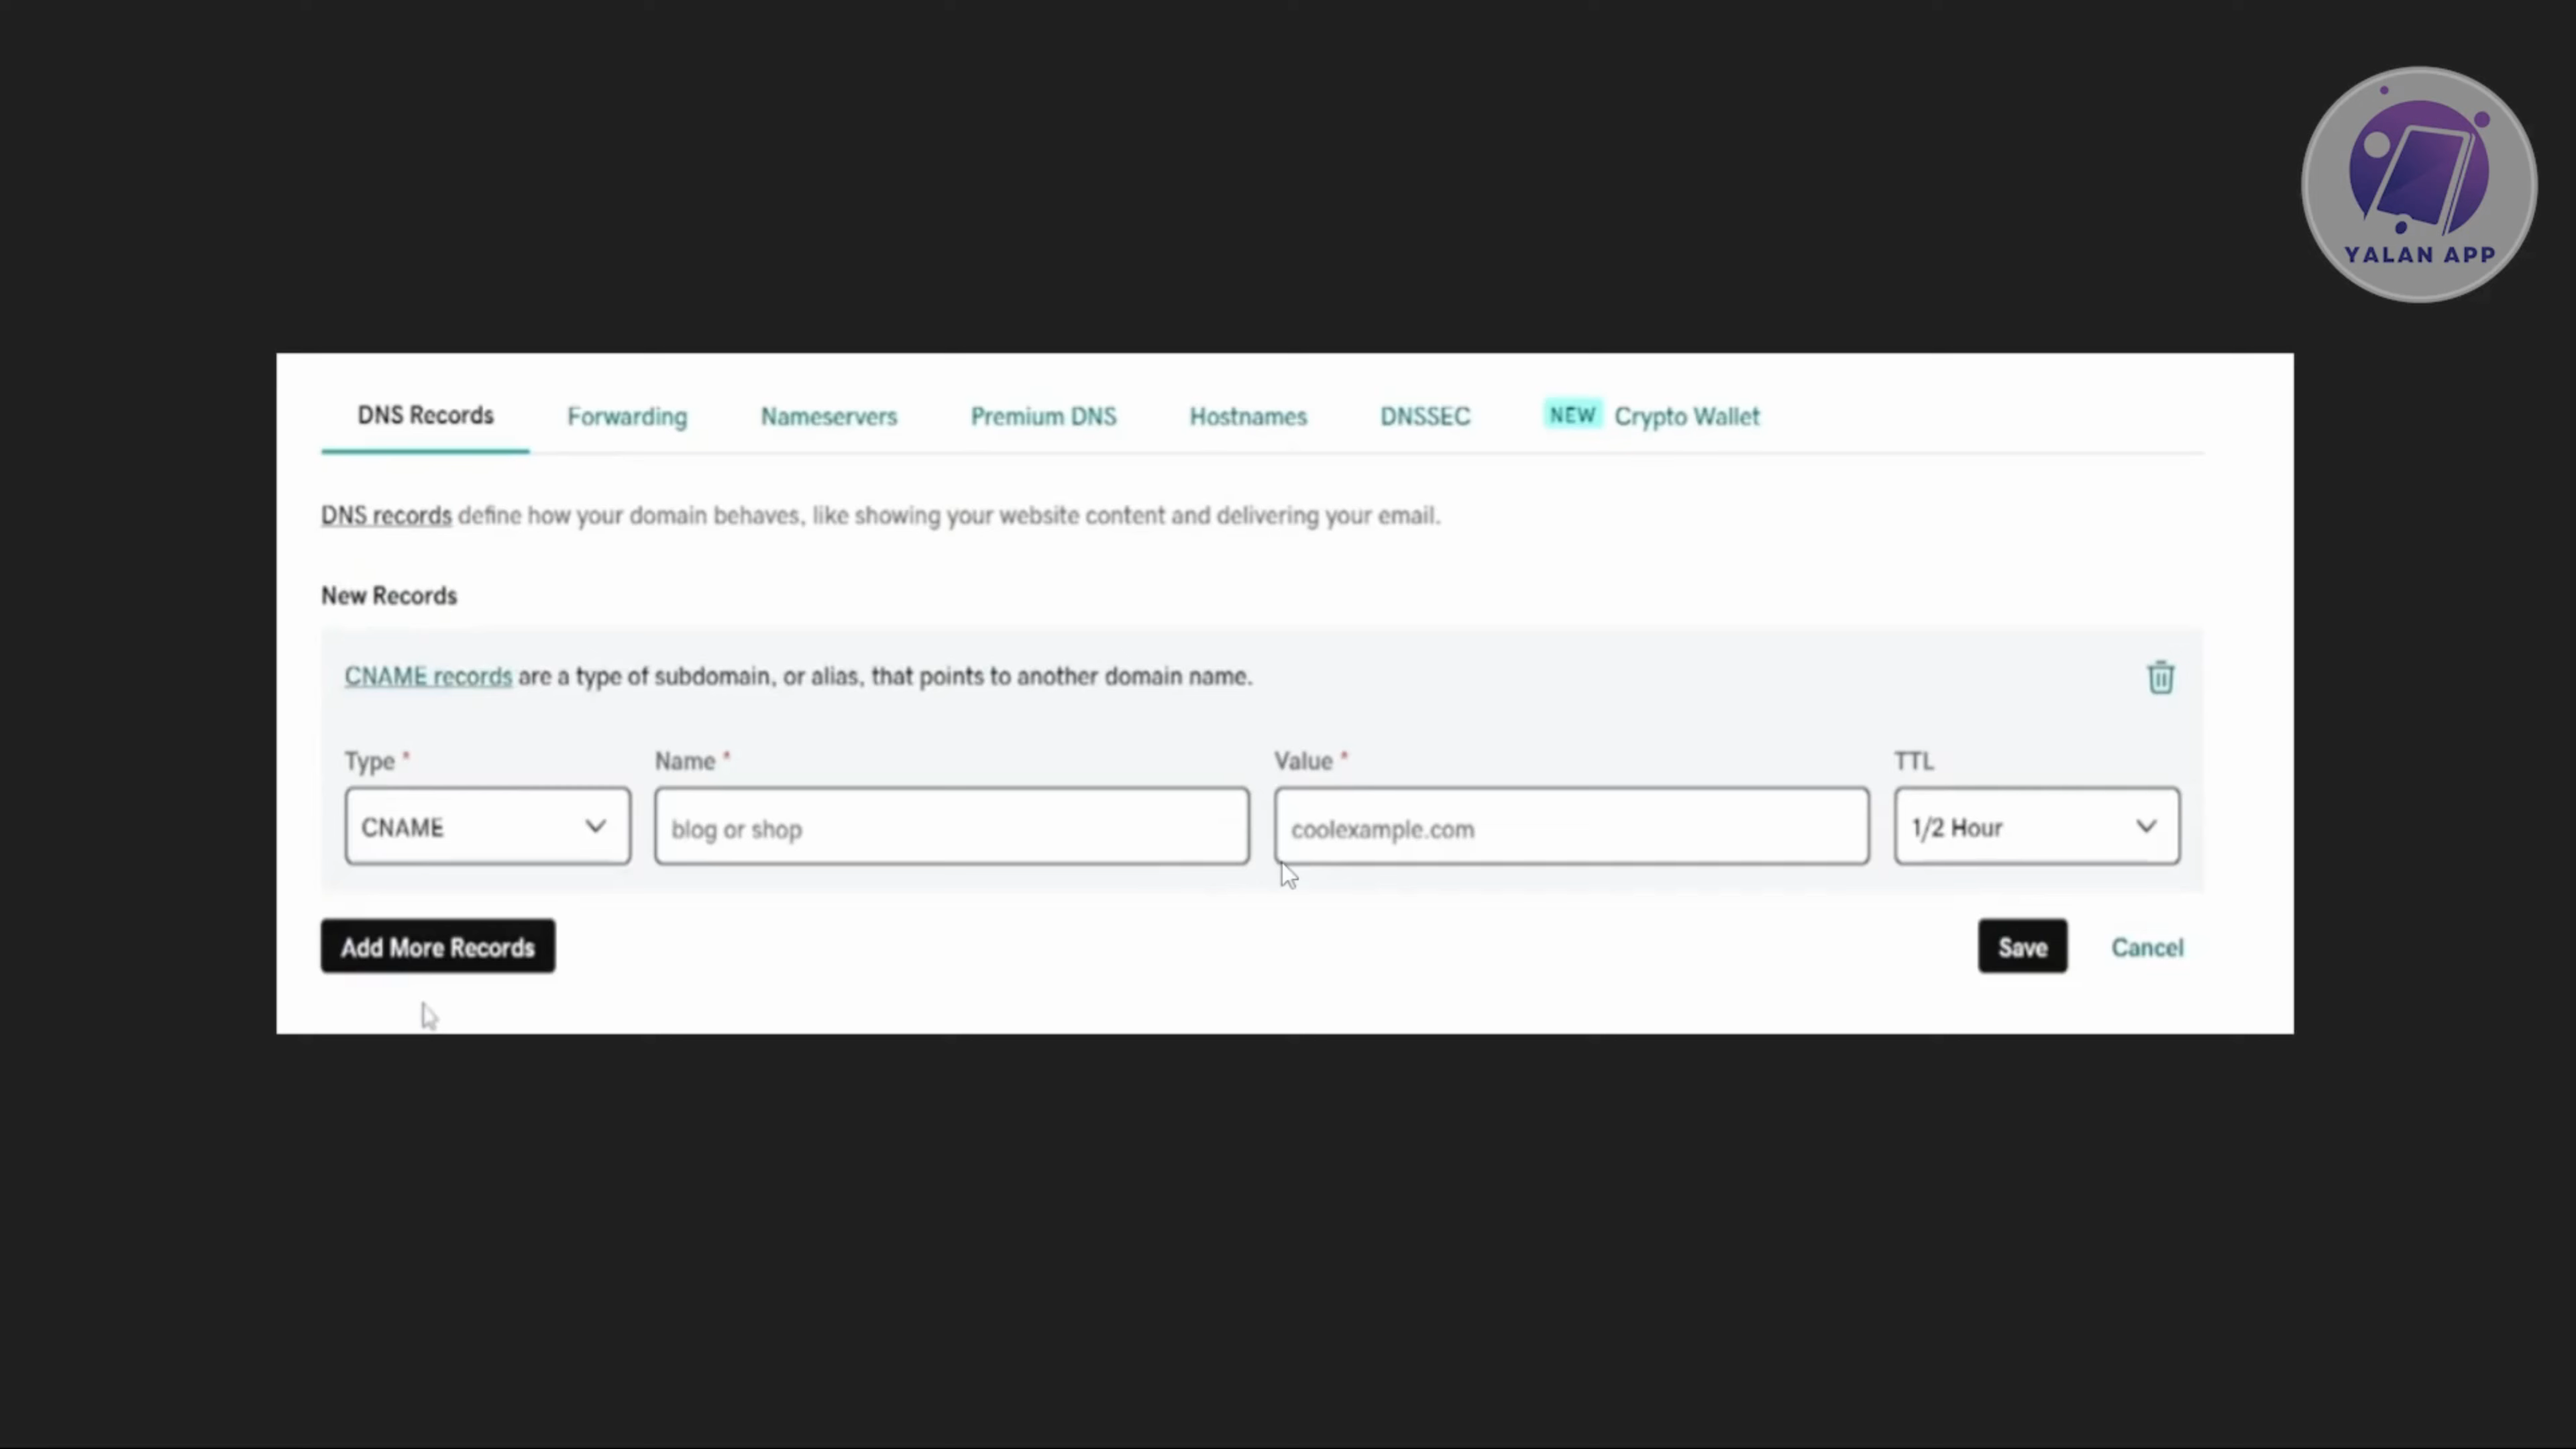 YALAN APP
DNS Records Forwarding Nameservers Premium DNS Hostnames DNSSEC NEW Crypto Wallet
DNS records define how your domain behaves, like showing your website content and delivering your email.
New Records
CNAME records are a type of subdomain, or alias, that points to another domain name.
Type * Name * Value * TTL
CNAME blog or shop coolexample.com 1/2 Hour
Add More Records Save Cancel